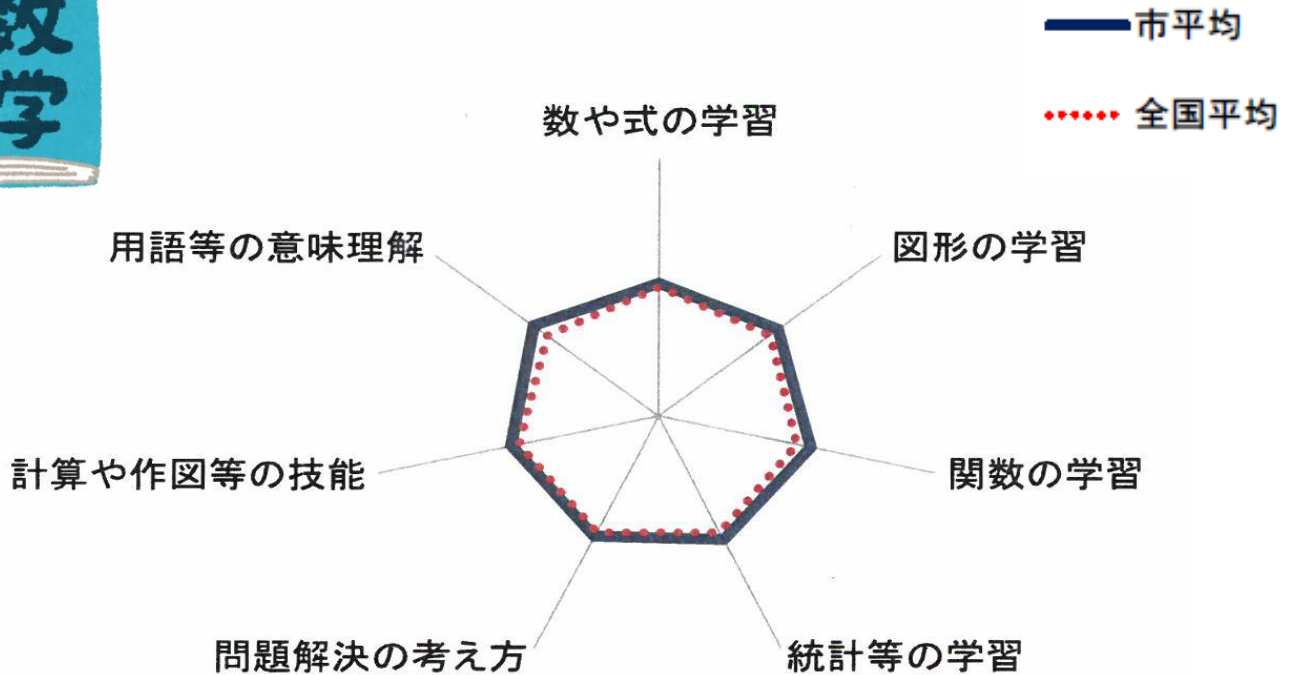 数
学
市平均
全国平均
数や式の学習
図形の学習
関数の学習
統計等の学習
問題解決の考え方
計算や作図等の技能
用語等の意味理解